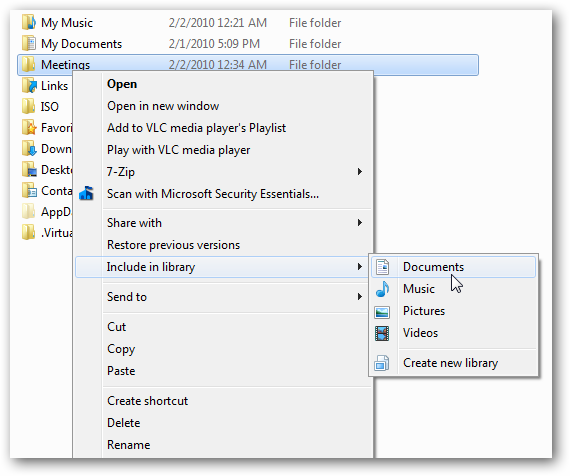 My Music 2/2/2010 12:21 AM File folder
My Documents 2/1/2010 5:09 PM File folder
Meetings 2/2/2010 12:34 AM File folder
Links
ISO
Favori
Down
Deskt
Conta
AppDa
.Virtua
Open
Open in new window
Add to VLC media player's Playlist
Play with VLC media player
7-Zip
Scan with Microsoft Security Essentials...
Share with
Restore previous versions
Include in library
Send to
Cut
Copy
Paste
Create shortcut
Delete
Rename
Documents
Music
Pictures
Videos
Create new library